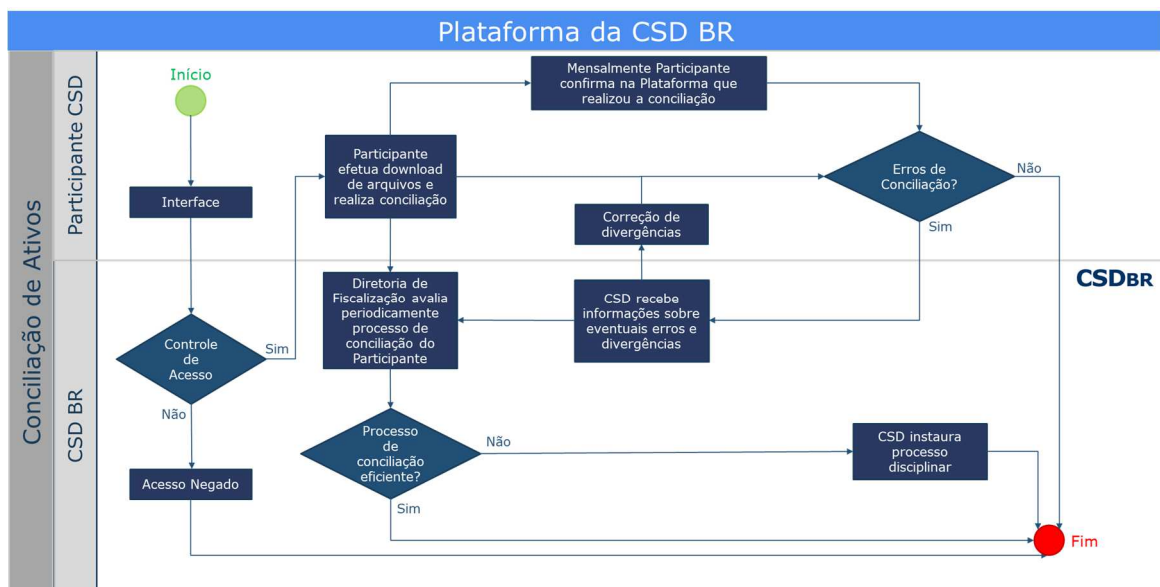 Plataforma da CSD BR
Conciliação de Ativos
Participante CSD
Início
Interface
Participante
efetua download
de arquivos e
realiza conciliação
Mensalmente Participante
confirma na Plataforma que
realizou a conciliação
Erros de
Conciliação?
Não
Sim
Correção de
divergências
CSD BR
CSDBR
Controle
de
Acesso
Sim
Não
Acesso Negado
Diretoria de
Fiscalização avalia
periodicamente
processo de
conciliação do
Participante
CSD recebe
informações sobre
eventuais erros e
divergências
Processo
de
conciliação
eficiente?
Não
Sim
CSD instaura
processo
disciplinar
Fim